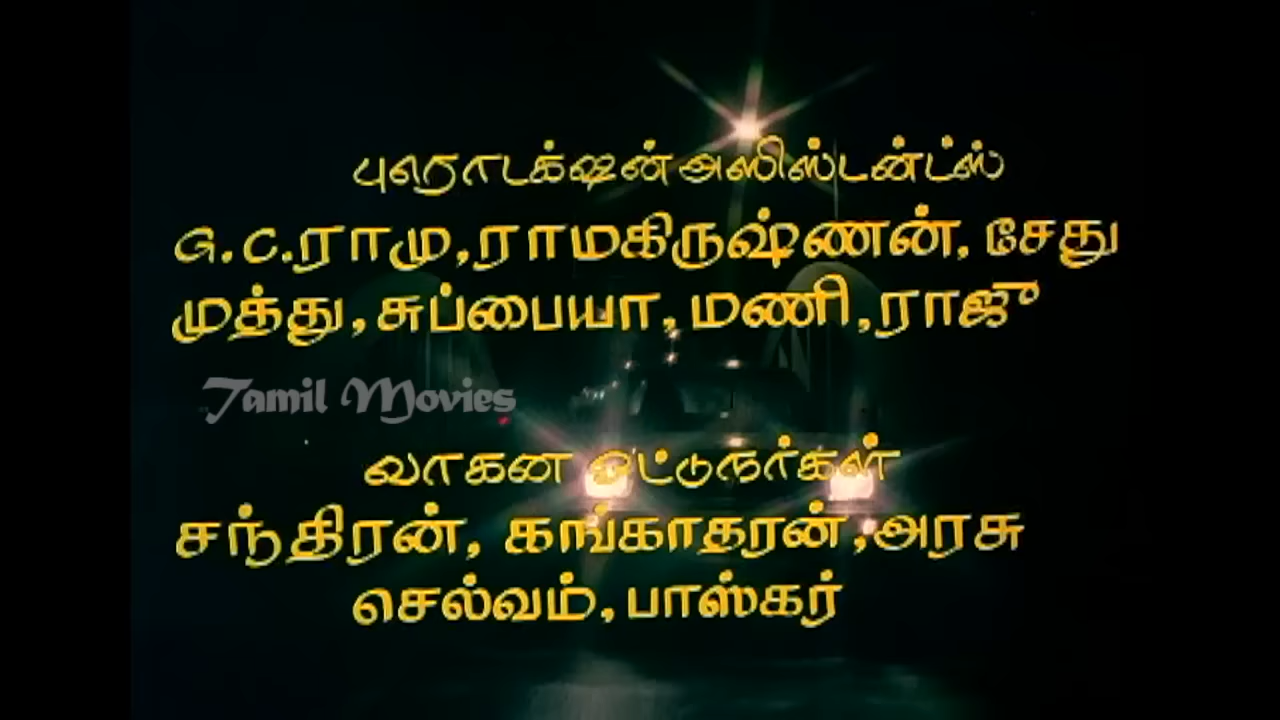 புரொடக்ஷன் அஸிஸ்டன்ட்ஸ்
G.C.ராமு,ராமகிருஷ்ணன், சேது
முத்து,சுப்பையா,மணி,ராஜு
Tamil Movies
வாகன ஓட்டுநர்கள்
சந்திரன், கங்காதரன்,அரசு
செல்வம்,பாஸ்கர்